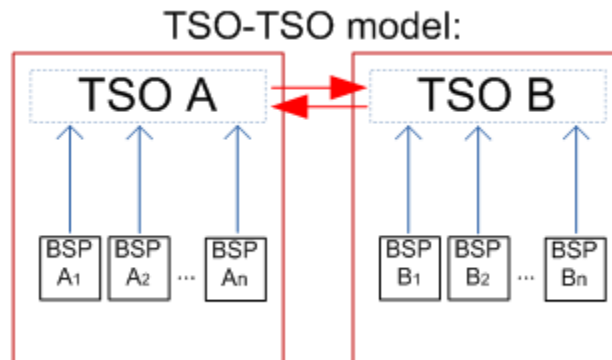 TSO-TSO model:
TSO A
TSO B
BSP A1
BSP A2
...
BSP An
BSP B1
BSP B2
...
BSP Bn